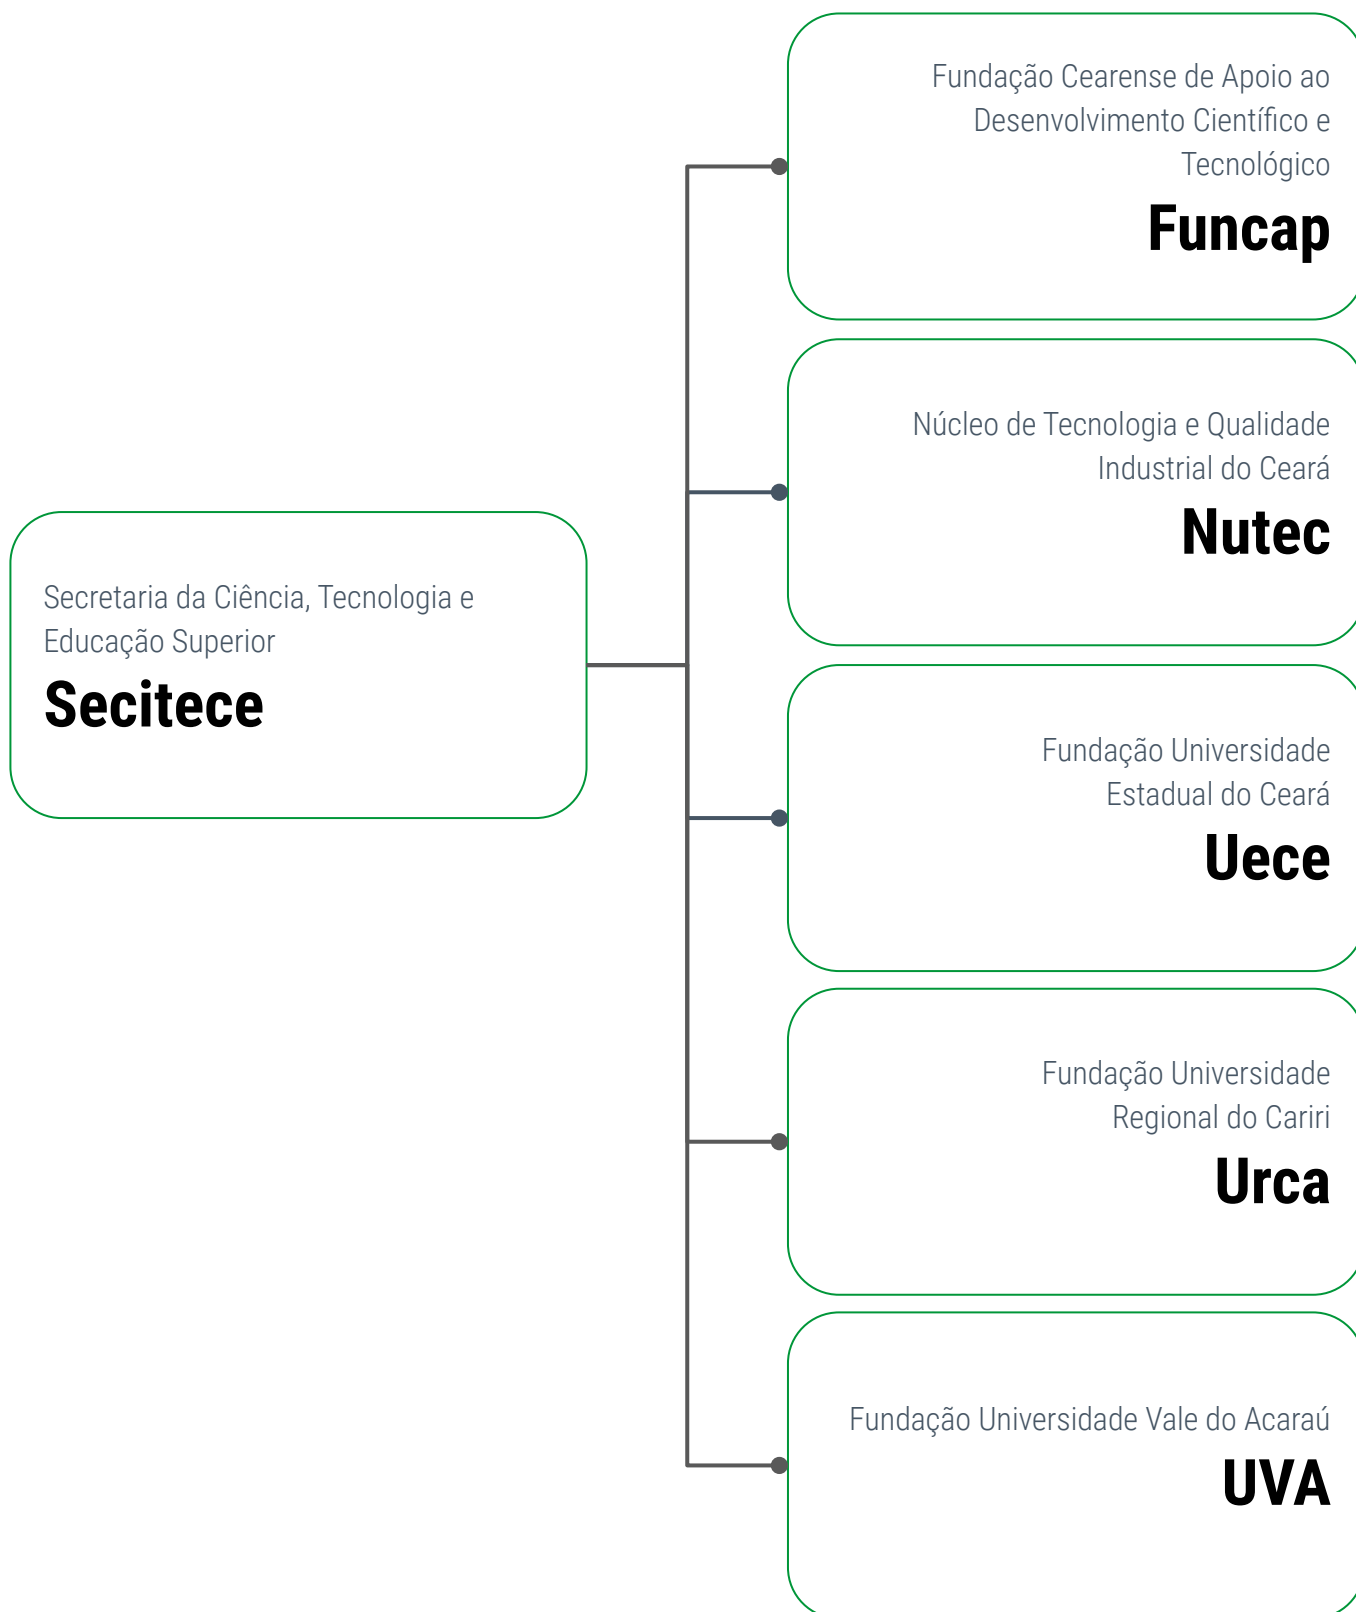 Secretaria da Ciência, Tecnologia e
Educação Superior
Secitece
Fundação Cearense de Apoio ao
Desenvolvimento Científico e
Tecnológico
Funcap
Núcleo de Tecnologia e Qualidade
Industrial do Ceará
Nutec
Fundação Universidade
Estadual do Ceará
Uece
Fundação Universidade
Regional do Cariri
Urca
Fundação Universidade Vale do Acaraú
UVA